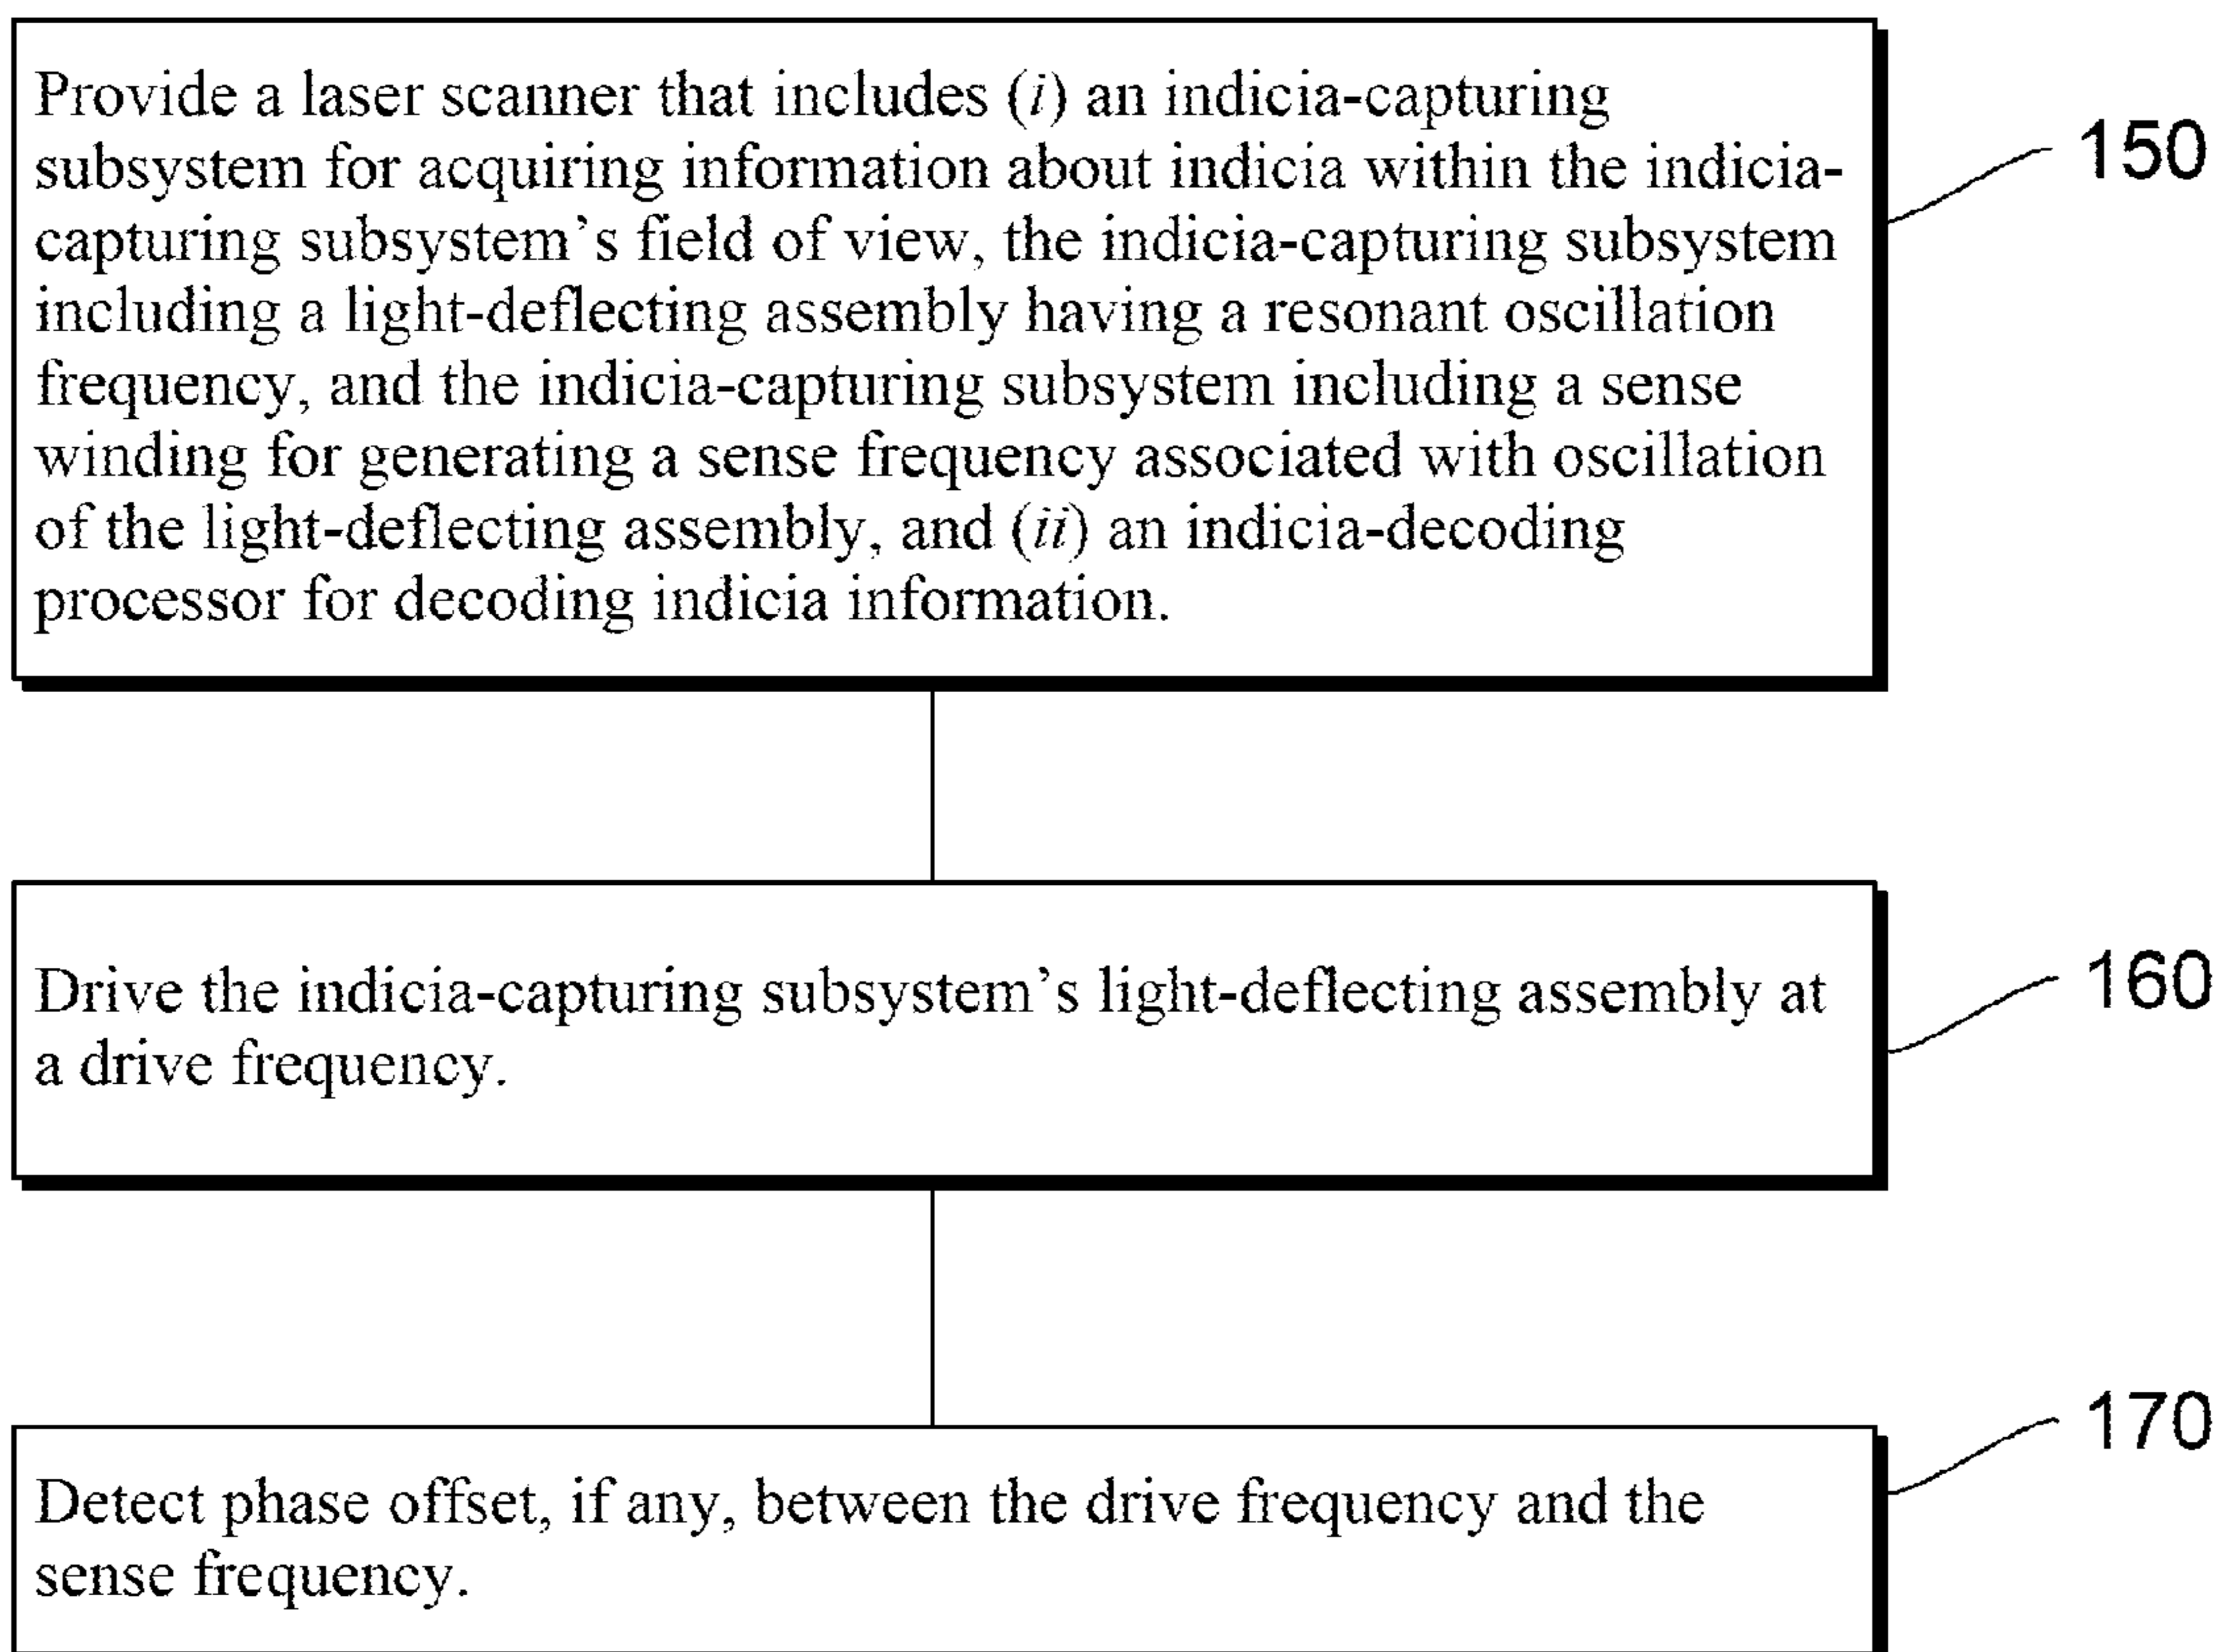 Provide a laser scanner that includes (i) an indicia-capturing
subsystem for acquiring information about indicia within the indicia-
capturing subsystem's field of view, the indicia-capturing subsystem
including a light-deflecting assembly having a resonant oscillation
frequency, and the indicia-capturing subsystem including a sense
winding for generating a sense frequency associated with oscillation
of the light-deflecting assembly, and (ii) an indicia-decoding
processor for decoding indicia information.
150
Drive the indicia-capturing subsystem's light-deflecting assembly at
a drive frequency.
160
Detect phase offset, if any, between the drive frequency and the
sense frequency.
170